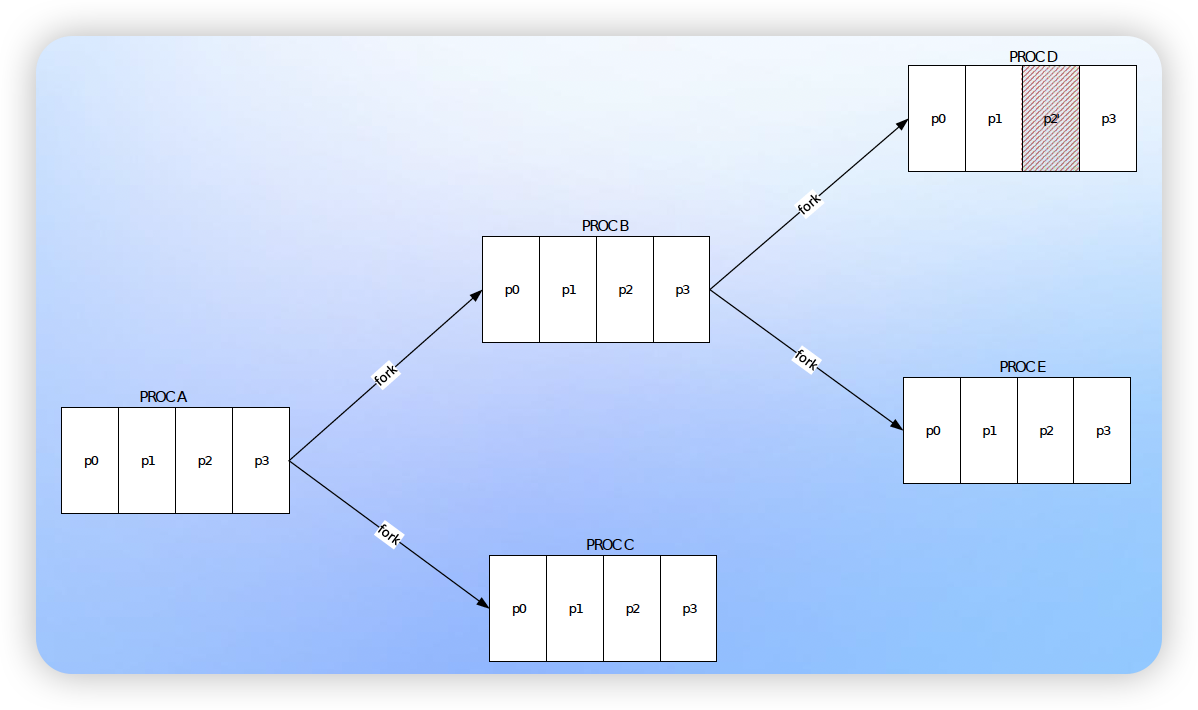 PROC D
p0 p1 p2' p3
fork
PROC B
p0 p1 p2 p3
fork
fork
PROC E
p0 p1 p2 p3
PROC A
p0 p1 p2 p3
fork
PROC C
p0 p1 p2 p3